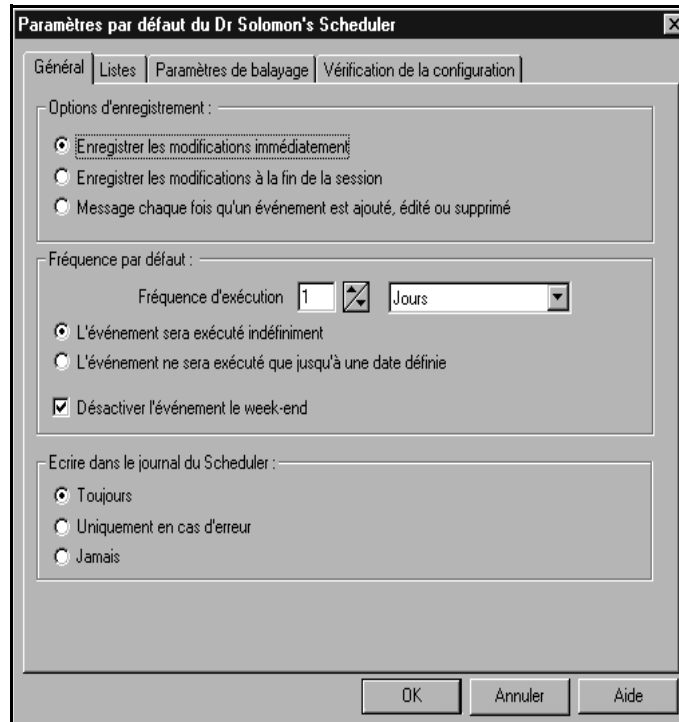 Paramètres par défaut du Dr Solomon's Scheduler
Général Listes Paramètres de balayage Vérification de la configuration
Options d'enregistrement :
Enregistrer les modifications immédiatement
Enregistrer les modifications à la fin de la session
Message chaque fois qu'un événement est ajouté, édité ou supprimé
Fréquence par défaut :
Fréquence d'exécution 1 Jours
L'événement sera exécuté indéfiniment
L'événement ne sera exécuté que jusqu'à une date définie
Désactiver l'événement le week-end
Ecrire dans le journal du Scheduler :
Toujours
Uniquement en cas d'erreur
Jamais
OK Annuler Aide